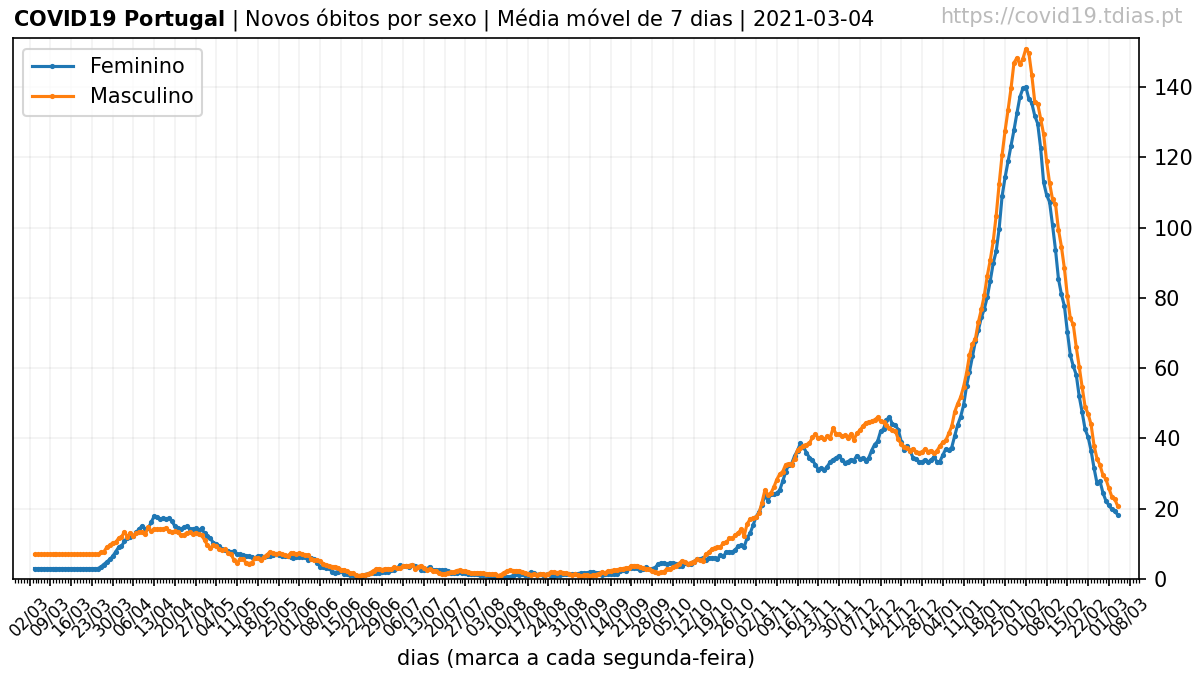 COVID19 Portugal | Novos óbitos por sexo | Média móvel de 7 dias | 2021-03-04
https://covid19.tdias.pt
Feminino
Masculino
140
120
100
80
60
40
20
0
02/03 09/03 16/03 23/03 30/03 06/04 13/04 20/04 27/04 04/05 11/05 18/05 25/05 01/06 08/06 15/06 22/06 29/06 06/07 13/07 20/07 27/07 03/08 10/08 17/08 24/08 31/08 07/09 14/09 21/09 28/09 05/10 12/10 19/10 26/10 02/11 09/11 16/11 23/11 30/11 07/12 14/12 21/12 28/12 04/01 11/01 18/01 25/01 01/02 08/02 15/02 22/02 01/03 08/03
dias (marca a cada segunda-feira)